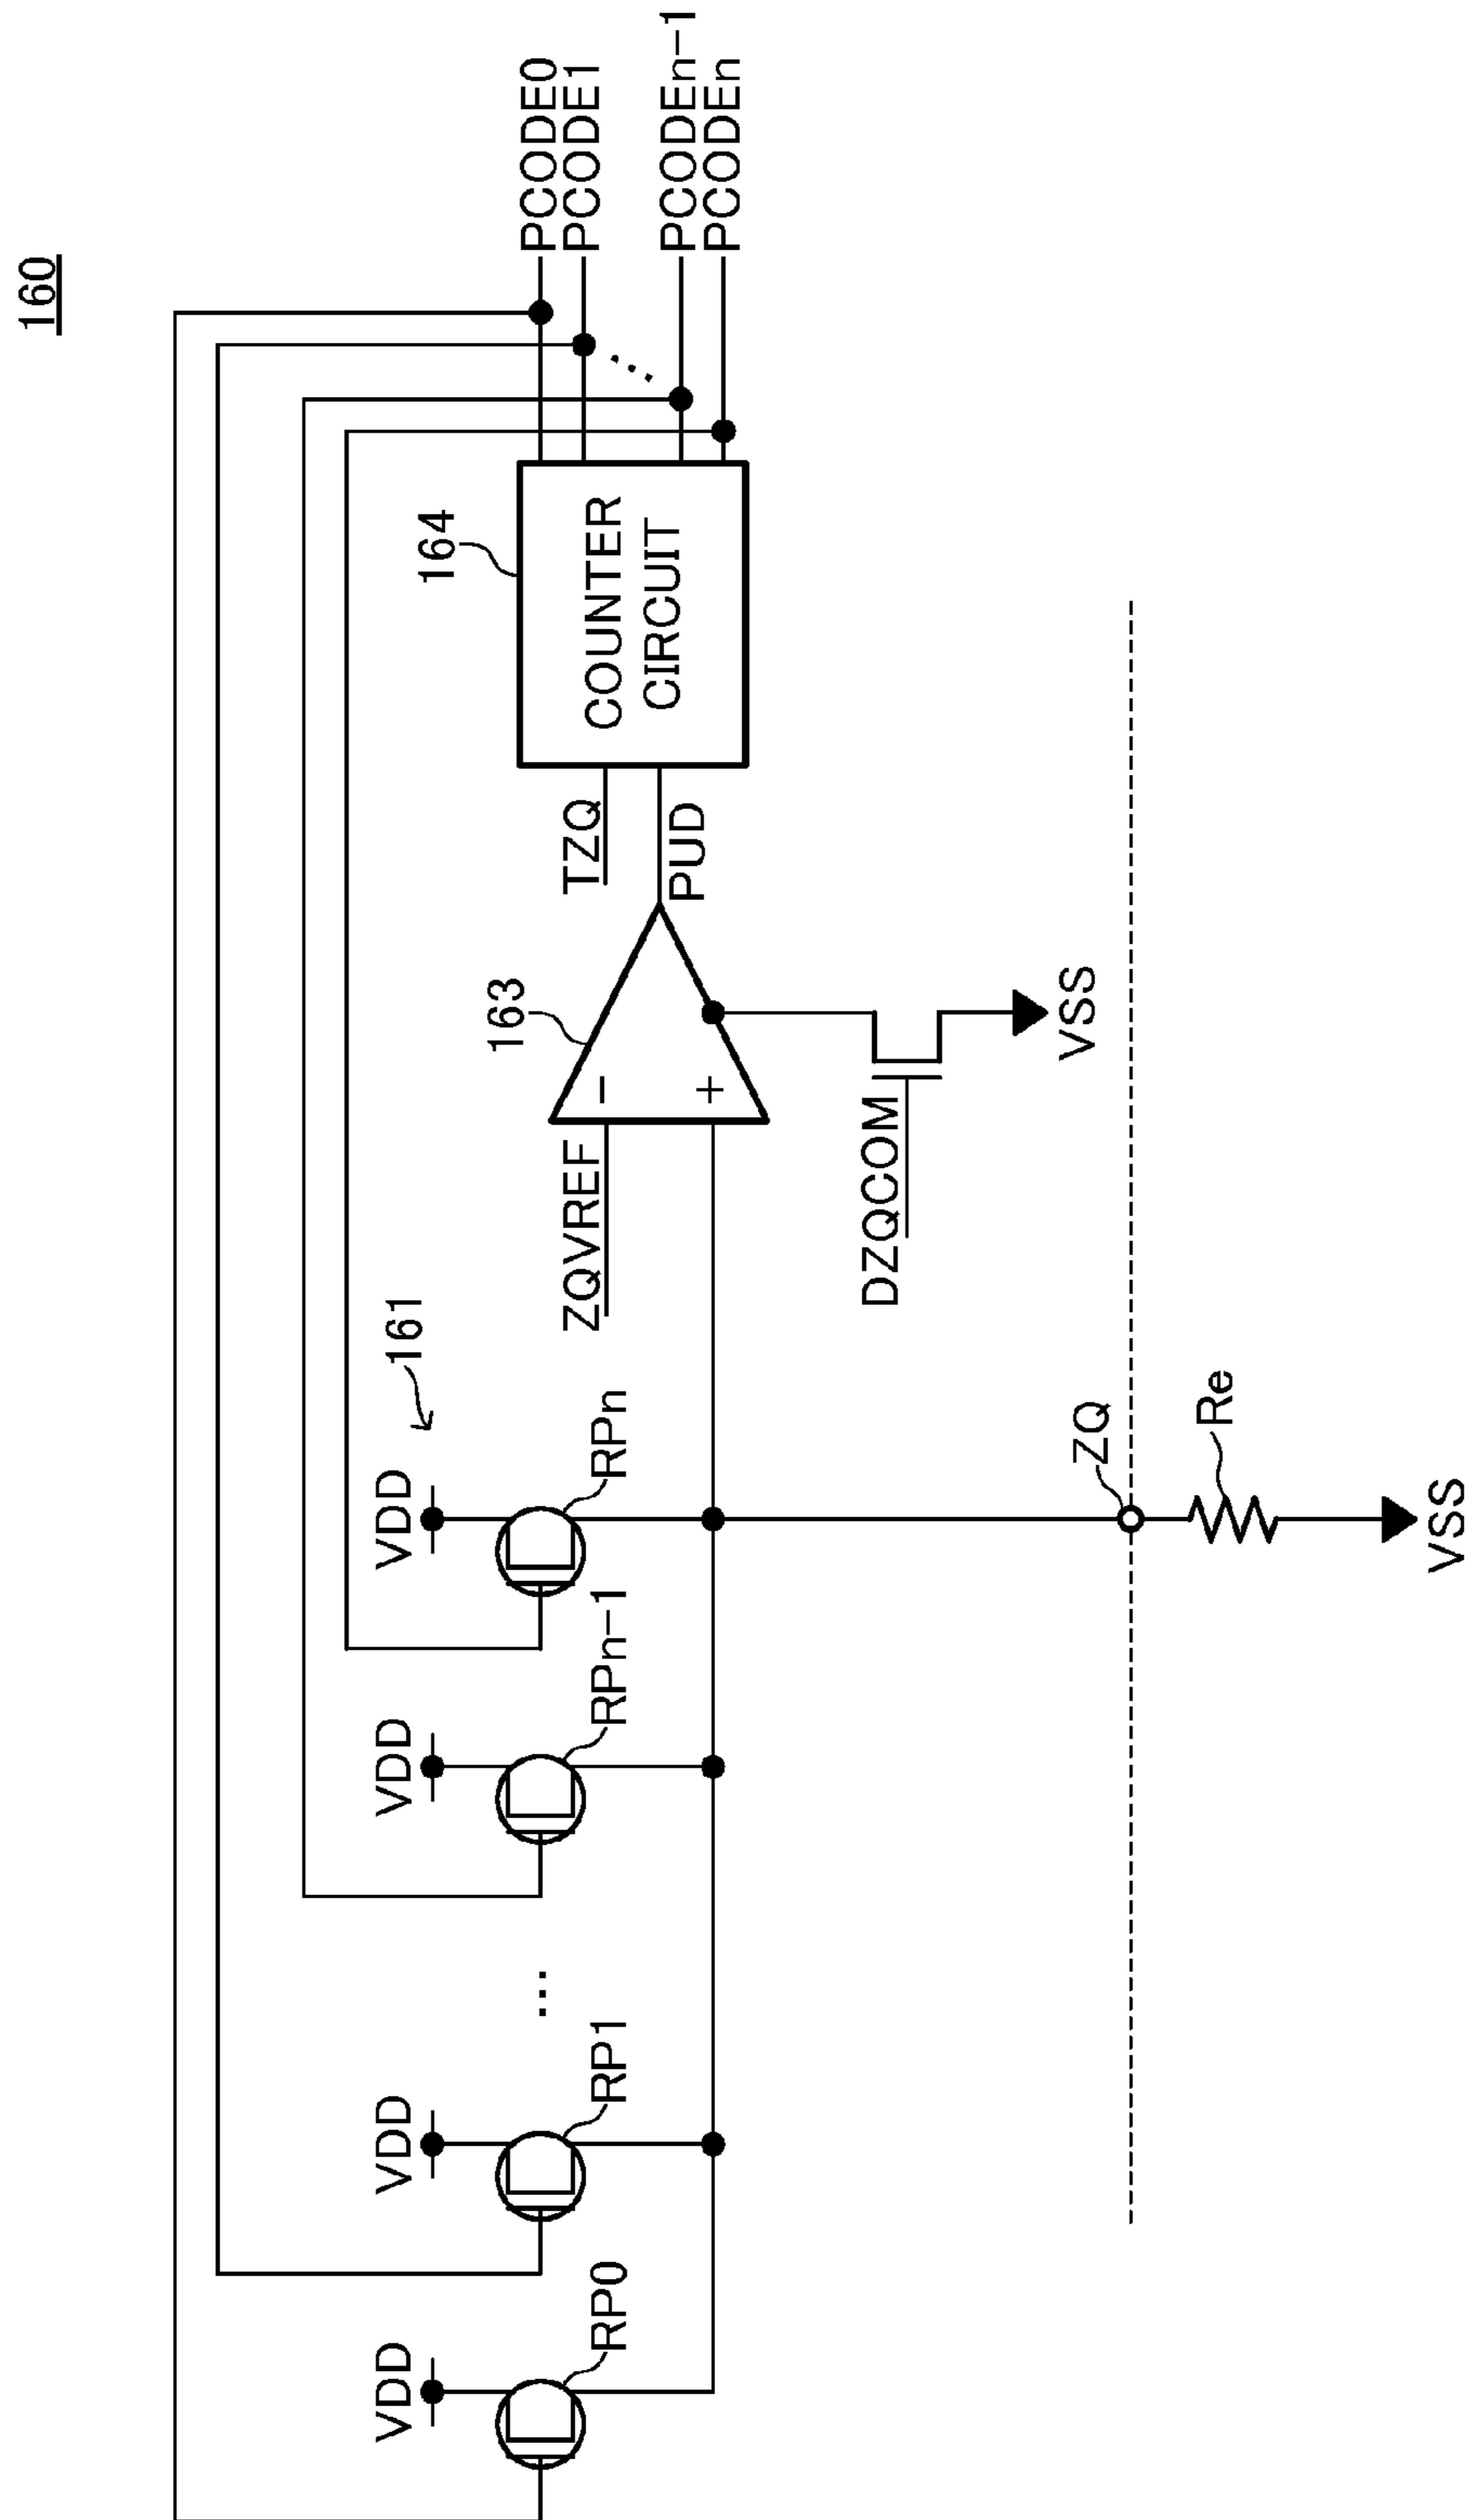 160
PCODE0
PCODE1
PCODEn-1
PCODEn
164
COUNTER
CIRCUIT
TZQ
PUD
163
−
+
ZQVREF
DZQCOM
VSS
161
VDD
RP0
VDD
RP1
...
VDD
RPn-1
VDD
RPn
ZQ
Re
VSS